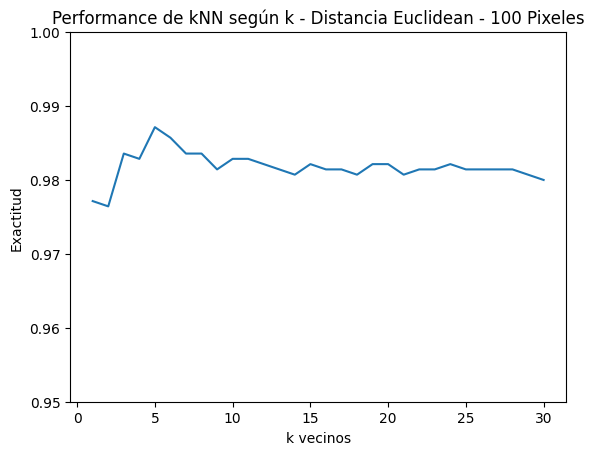 Performance de kNN según k - Distancia Euclidean - 100 Pixeles
1.00
0.99
0.98
0.97
0.96
0.95
Exactitud
0 5 10 15 20 25 30
k vecinos